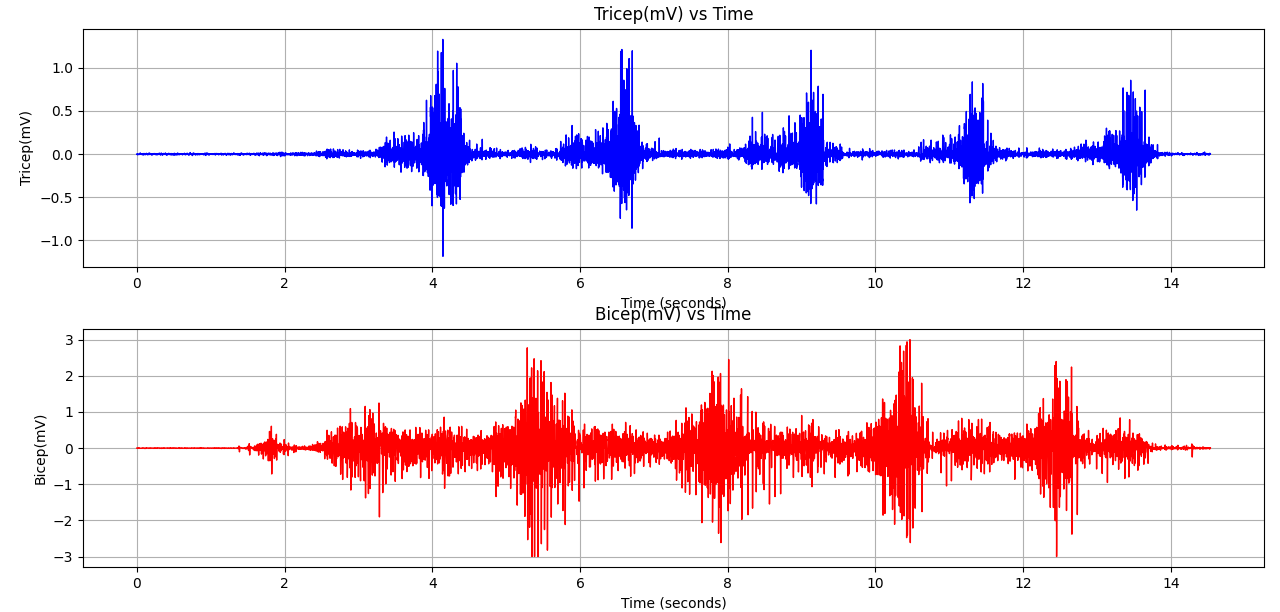 Tricep(mV) vs Time
Tricep(mV)
1.0
0.5
0.0
−0.5
−1.0
0 2 4 6 8 10 12 14
Time (seconds)
Bicep(mV) vs Time
Bicep(mV)
3
2
1
0
−1
−2
−3
0 2 4 6 8 10 12 14
Time (seconds)